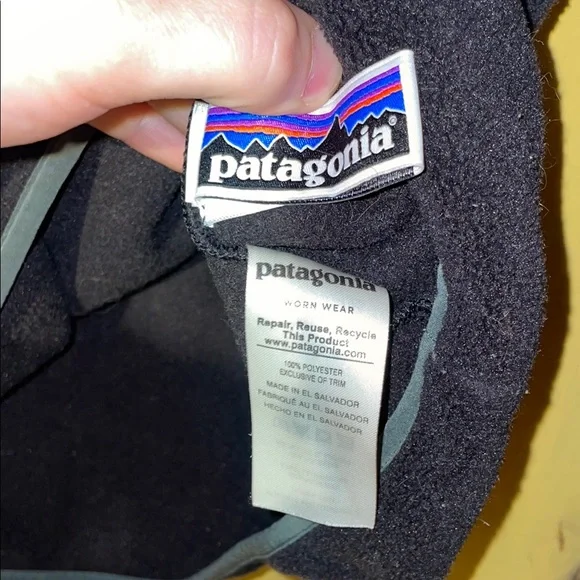 patagonia®
patagonia
WORN WEAR
Repair, Reuse, Recycle
This Product
www.patagonia.com
100% POLYESTER
EXCLUSIVE OF TRIM
MADE IN EL SALVADOR
FABRIQUÉ AU EL SALVADOR
HECHO EN EL SALVADOR